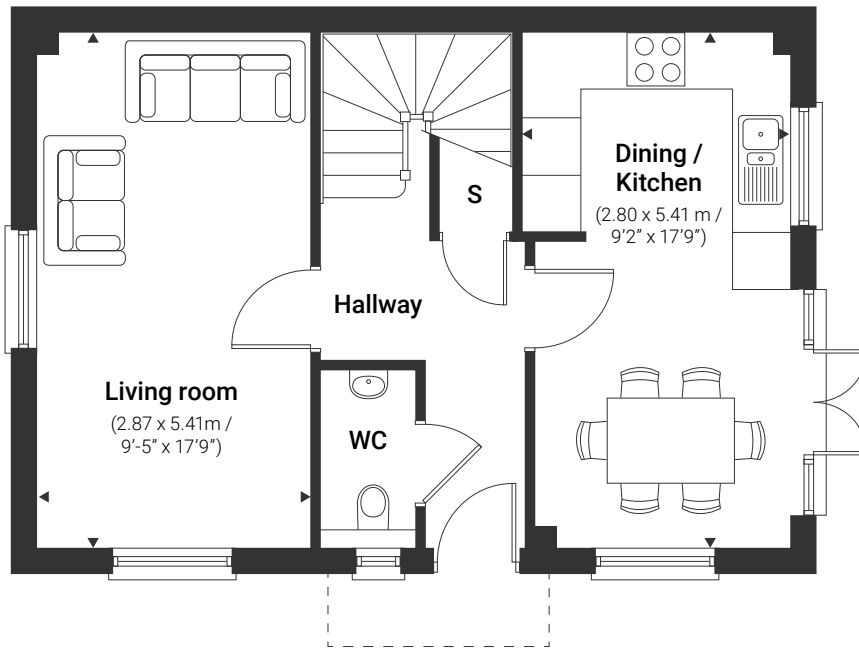 Dining /
Kitchen
(2.80 x 5.41 m /
9’2” x 17’9”)
S
Hallway
Living room
(2.87 x 5.41m /
9’-5” x 17’9”)
WC